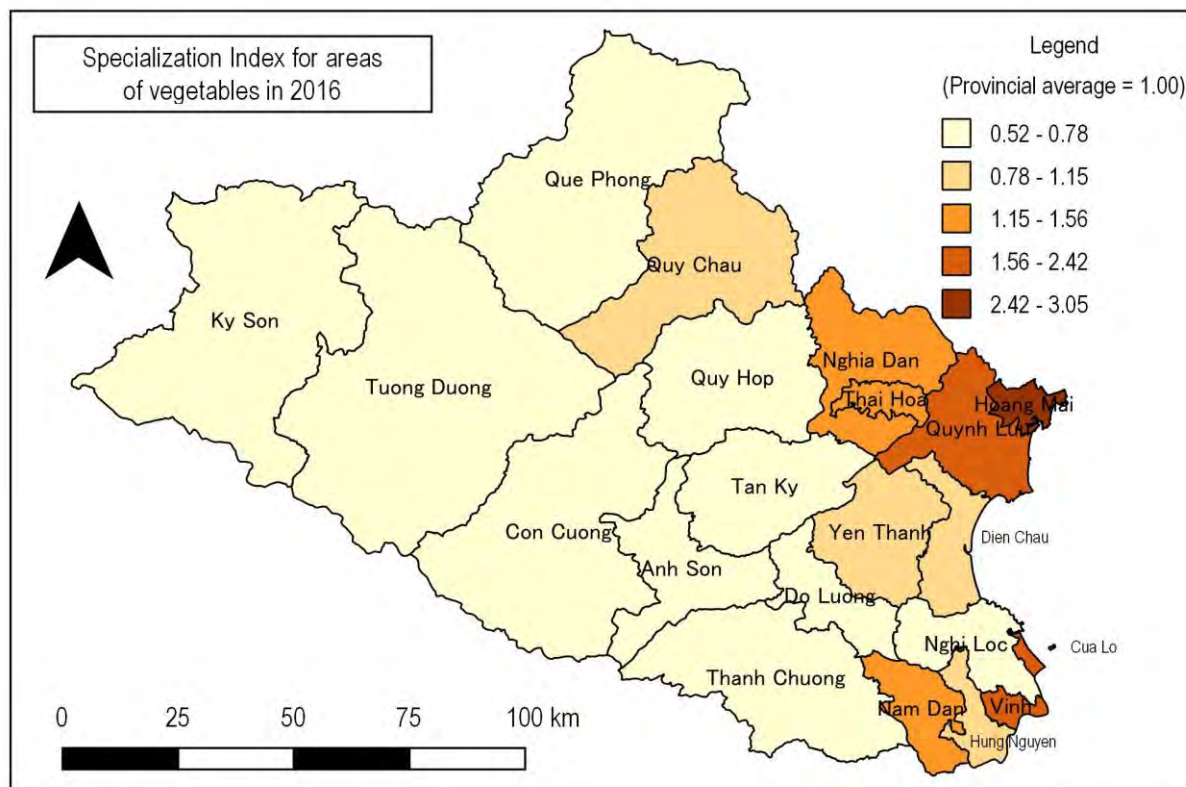 Specialization Index for areas
of vegetables in 2016
Legend
(Provincial average = 1.00)
0.52 - 0.78
0.78 - 1.15
1.15 - 1.56
1.56 - 2.42
2.42 - 3.05
Que Phong
Quy Chau
Ky Son
Tuong Duong
Quy Hop
Nghia Dan
Thai Hoa
Hoang Mai
Quynh Luu
Tan Ky
Con Cuong
Yen Thanh
Dien Chau
Anh Son
Do Luong
Nghi Loc
Cua Lo
Thanh Chuong
Nam Dan
Vinh
Hung Nguyen
0 25 50 75 100 km